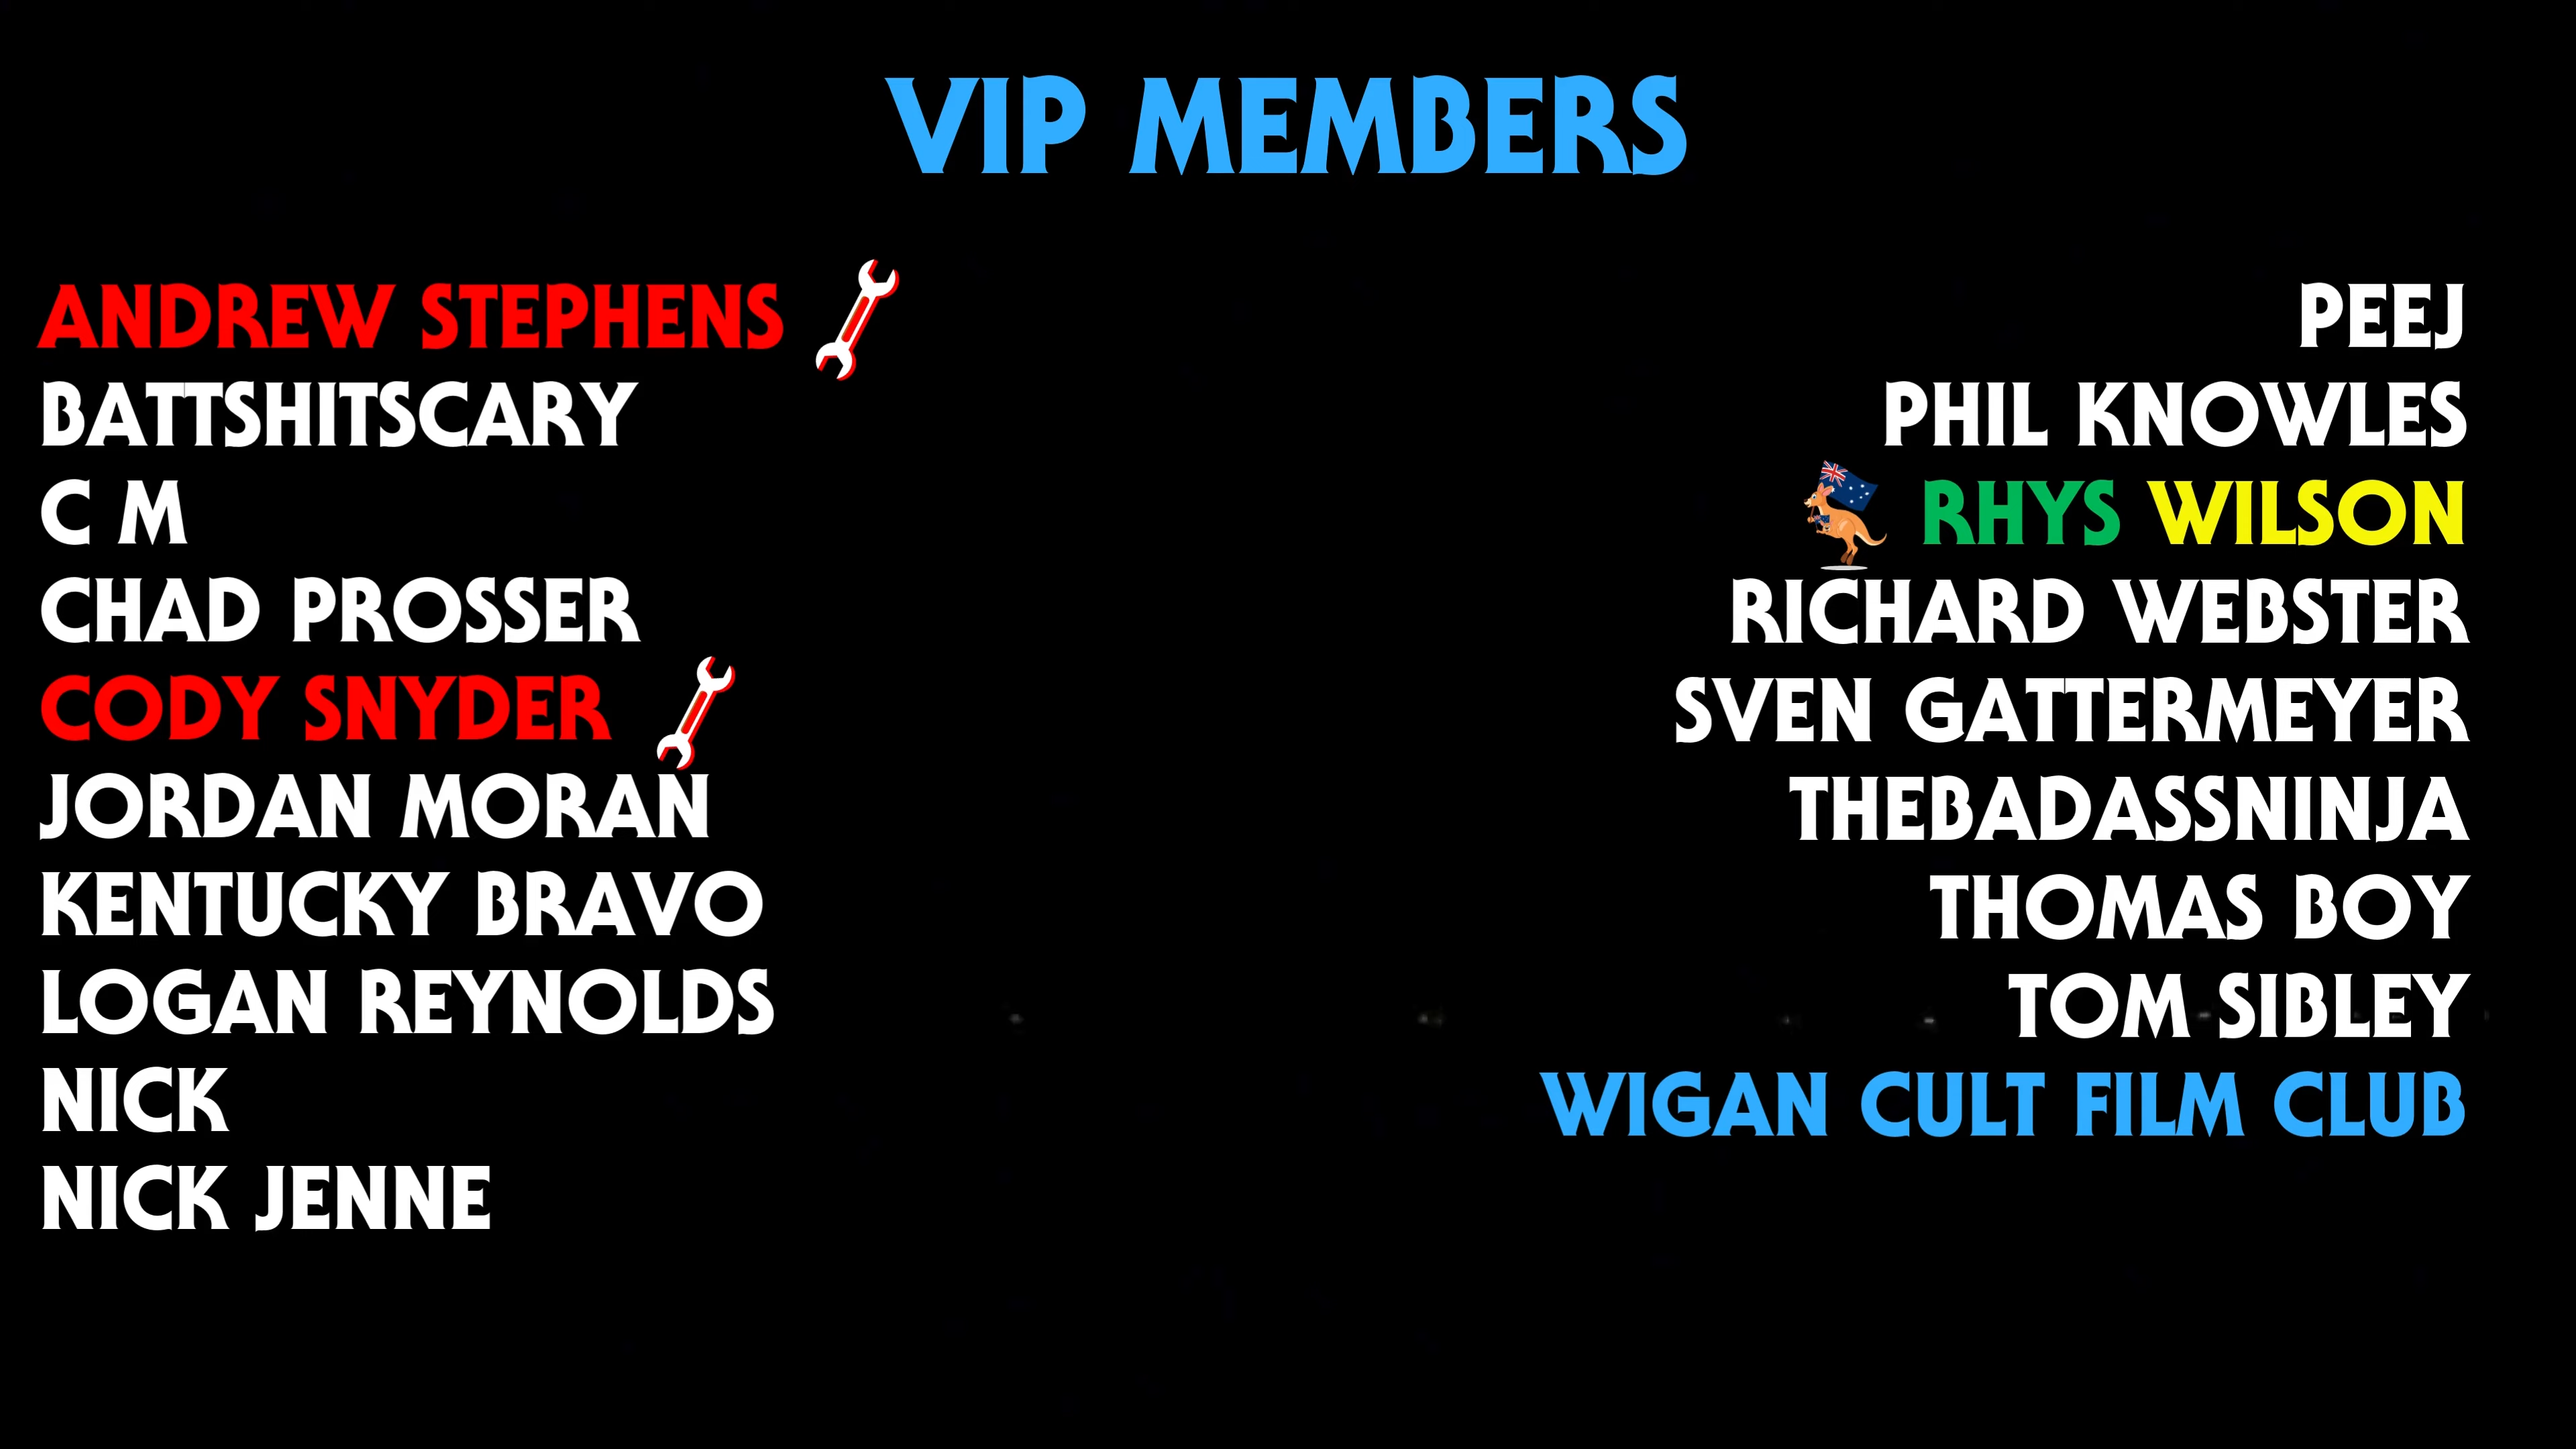 VIP MEMBERS
ANDREW STEPHENS
BATTSHITSCARY
C M
CHAD PROSSER
CODY SNYDER
JORDAN MORAN
KENTUCKY BRAVO
LOGAN REYNOLDS
NICK
NICK JENNE
PEEJ
PHIL KNOWLES
RHYS WILSON
RICHARD WEBSTER
SVEN GATTERMEYER
THEBADASSNINJA
THOMAS BOY
TOM SIBLEY
WIGAN CULT FILM CLUB